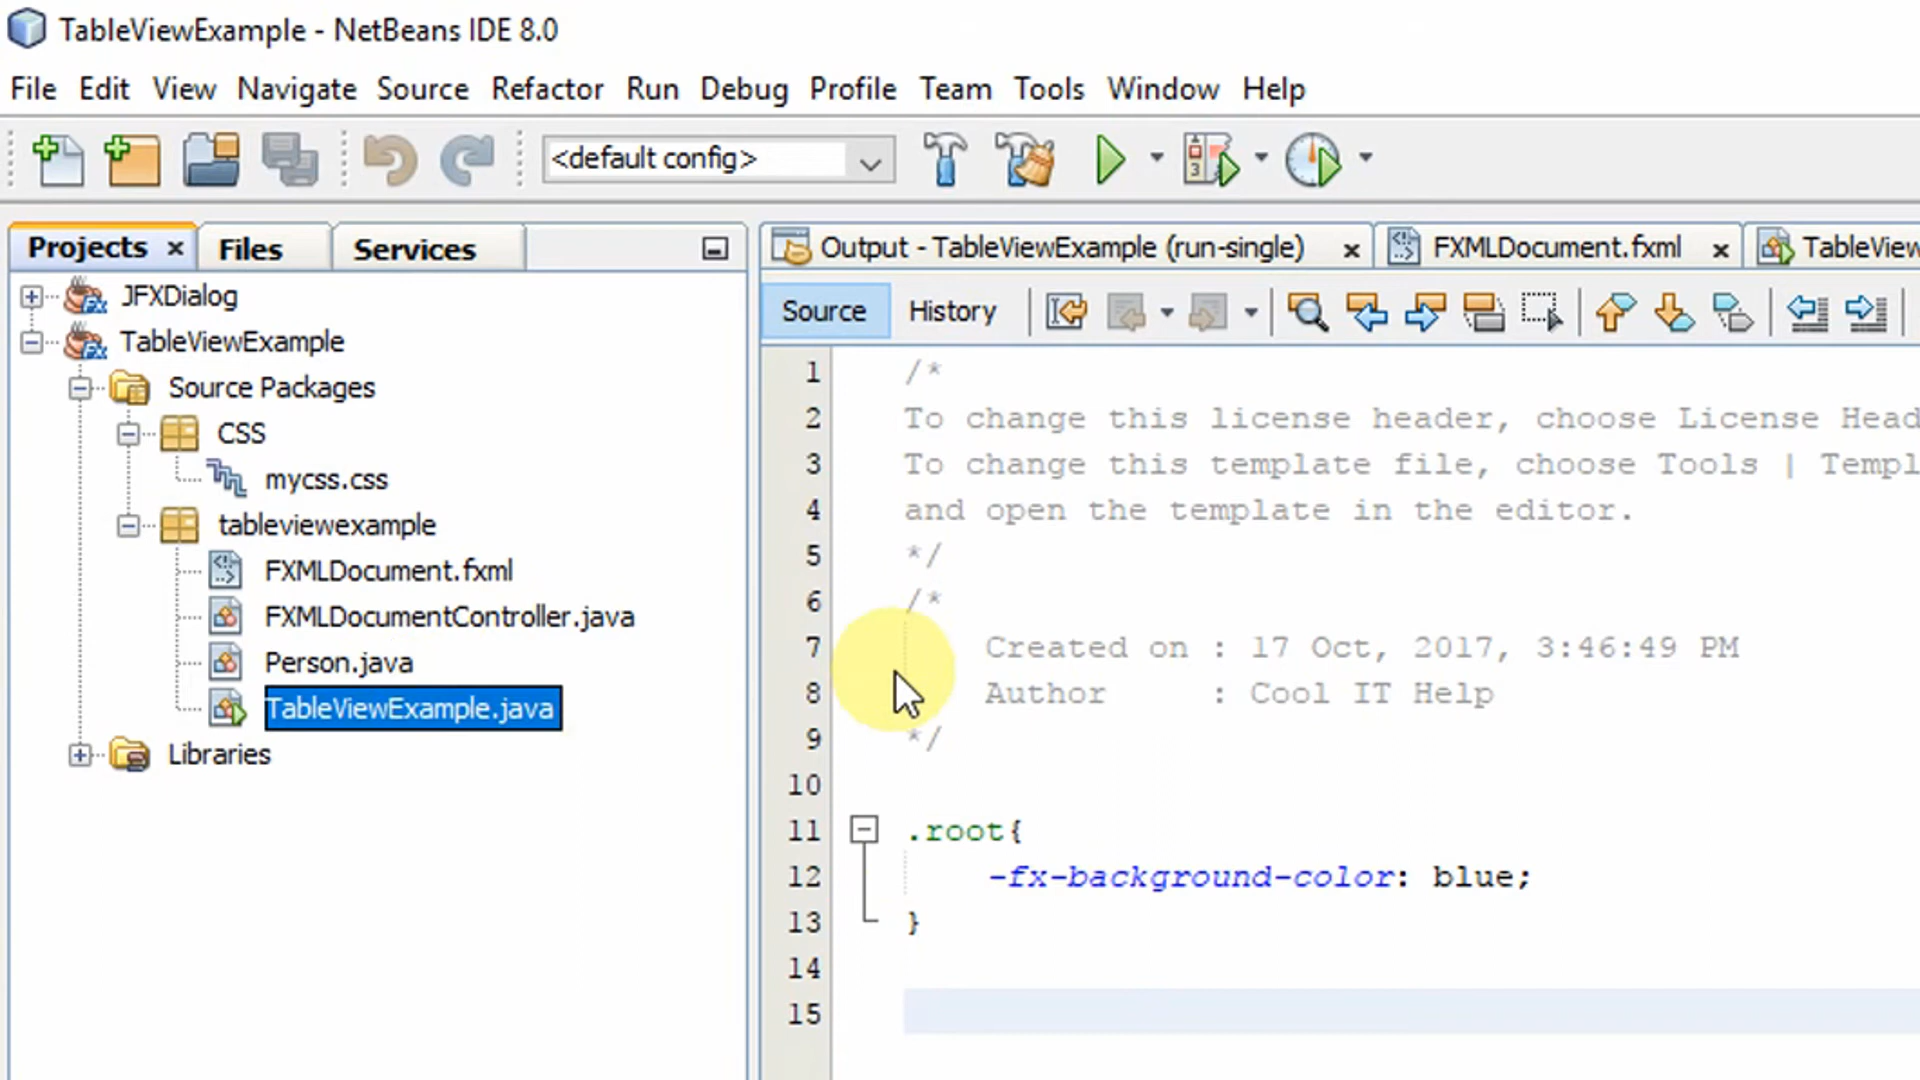 TableViewExample - NetBeans IDE 8.0
File Edit View Navigate Source Refactor Run Debug Profile Team Tools Window Help
<default config>
Projects Files Services
Output - TableViewExample (run-single) FXMLDocument.fxml TableView
JFXDialog
TableViewExample
Source Packages
CSS
mycss.css
tableviewexample
FXMLDocument.fxml
FXMLDocumentController.java
Person.java
TableViewExample.java
Libraries
Source History
1 /*
2 To change this license header, choose License Head
3 To change this template file, choose Tools | Templ
4 and open the template in the editor.
5 */
6 /*
7 Created on : 17 Oct, 2017, 3:46:49 PM
8 Author : Cool IT Help
9 */
10
11 .root{
12 -fx-background-color: blue;
13 }
14
15